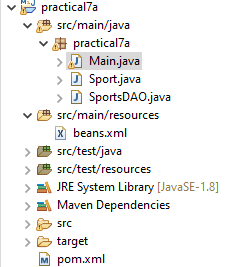 practical7a
src/main/java
practical7a
Main.java
Sport.java
SportsDAO.java
src/main/resources
beans.xml
src/test/java
src/test/resources
JRE System Library [JavaSE-1.8]
Maven Dependencies
src
target
pom.xml